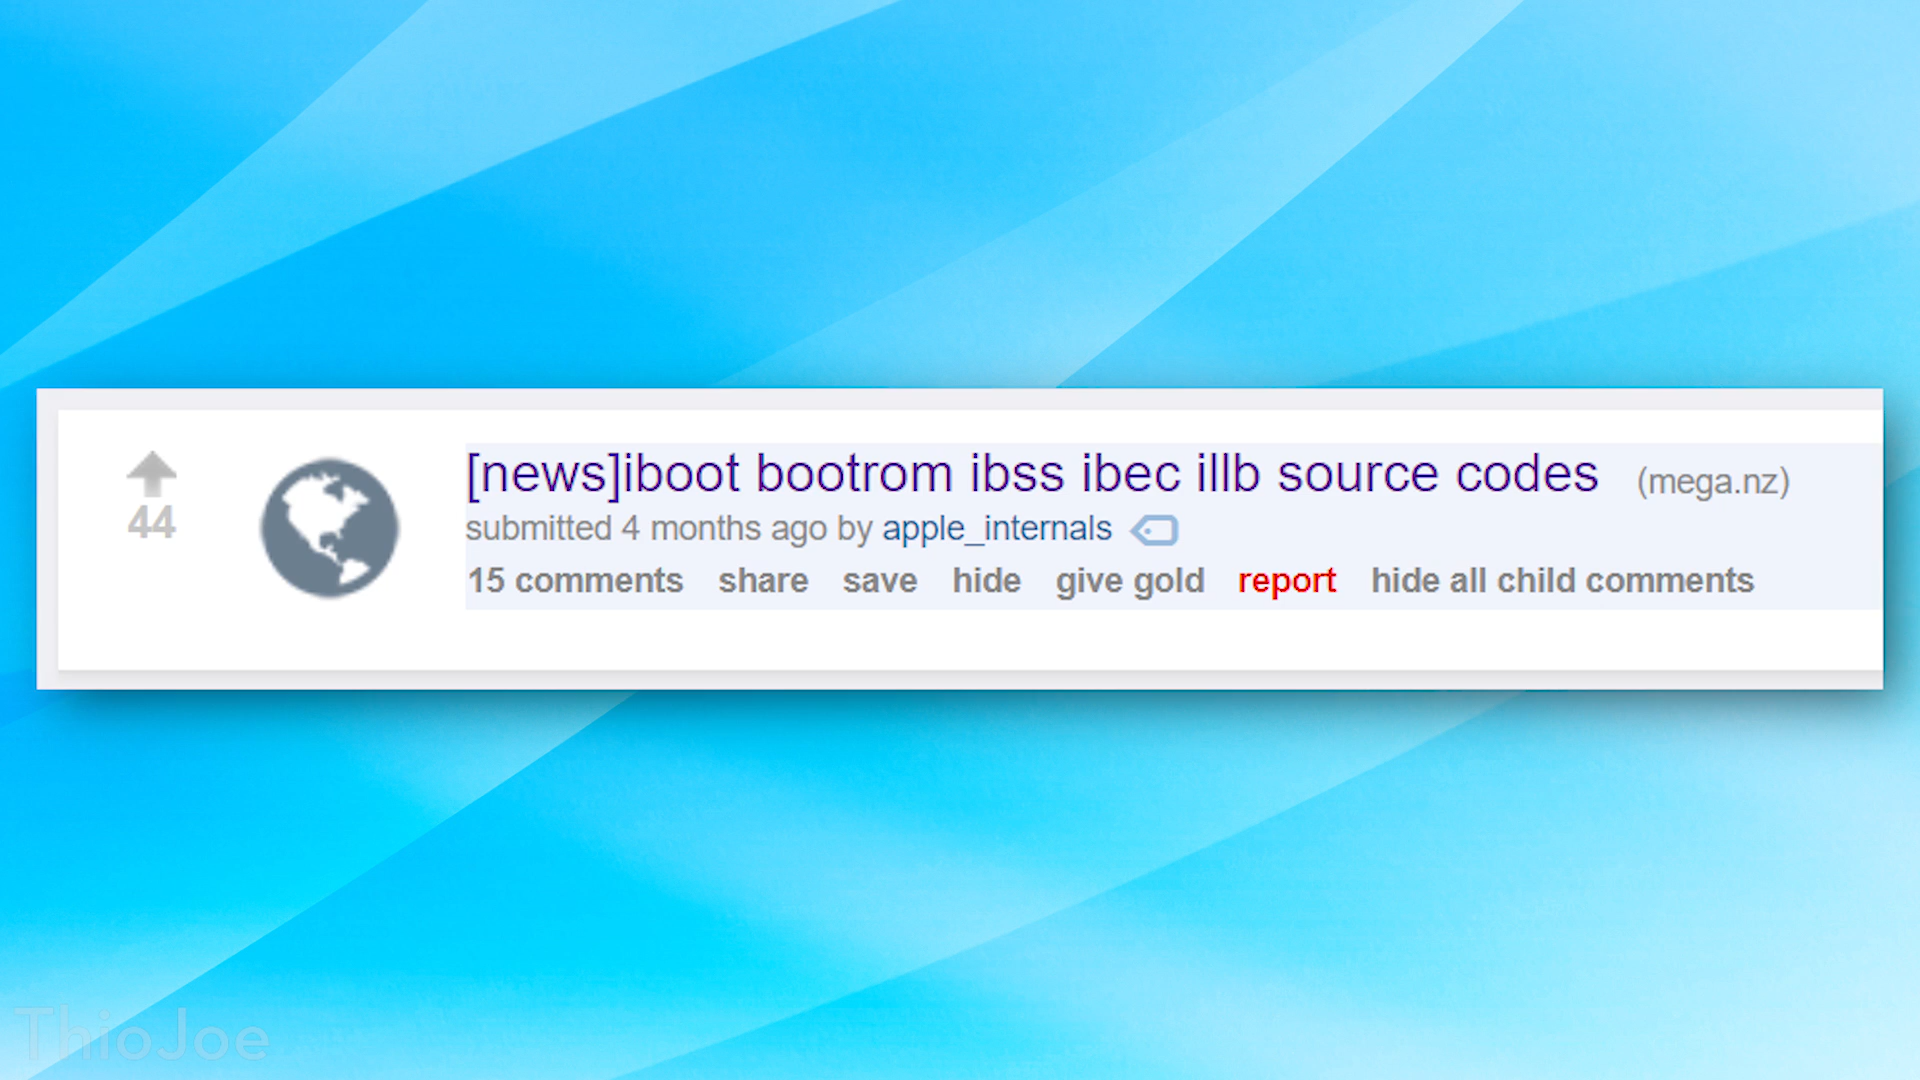 44
[news]iboot bootrom ibss ibec illb source codes (mega.nz)
submitted 4 months ago by apple_internals
15 comments share save hide give gold report hide all child comments
ThioJoe